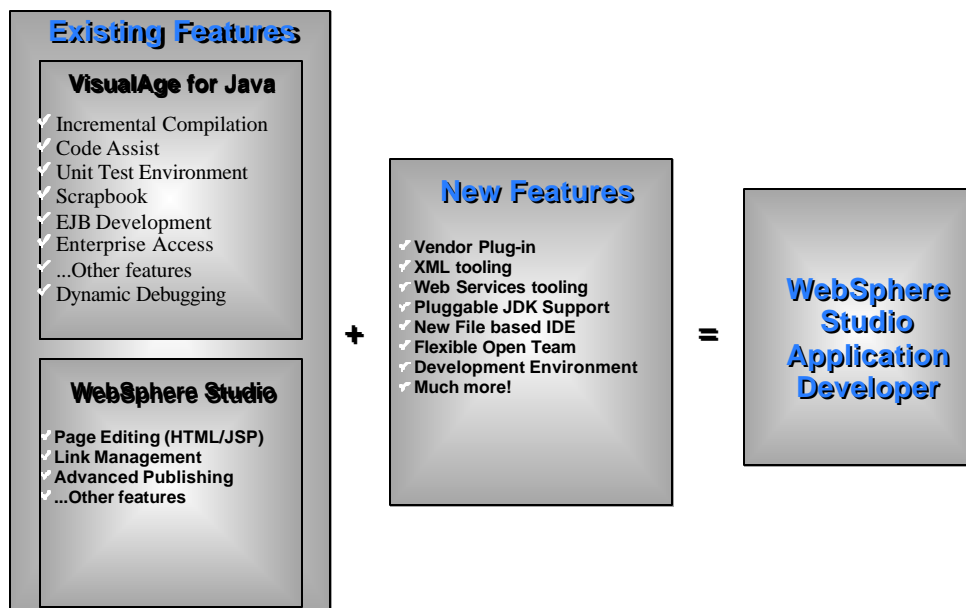 Existing Features
VisualAge for Java
Incremental Compilation
Code Assist
Unit Test Environment
Scrapbook
EJB Development
Enterprise Access
...Other features
Dynamic Debugging
WebSphere Studio
Page Editing (HTML/JSP)
Link Management
Advanced Publishing
...Other features
+
New Features
Vendor Plug-in
XML tooling
Web Services tooling
Pluggable JDK Support
New File based IDE
Flexible Open Team
Development Environment
Much more!
=
WebSphere
Studio
Application
Developer